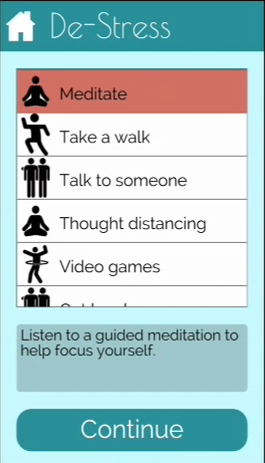 De-Stress
Meditate
Take a walk
Talk to someone
Thought distancing
Video games
Listen to a guided meditation to
help focus yourself.
Continue